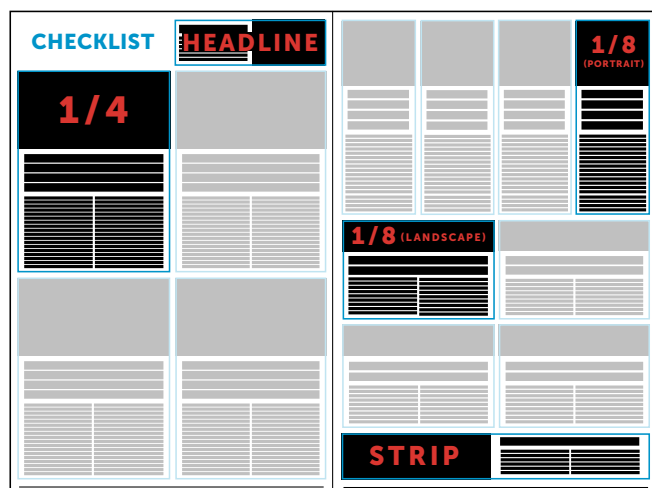 CHECKLIST
HEADLINE
1/4
1/8
(PORTRAIT)
1/8 (LANDSCAPE)
STRIP